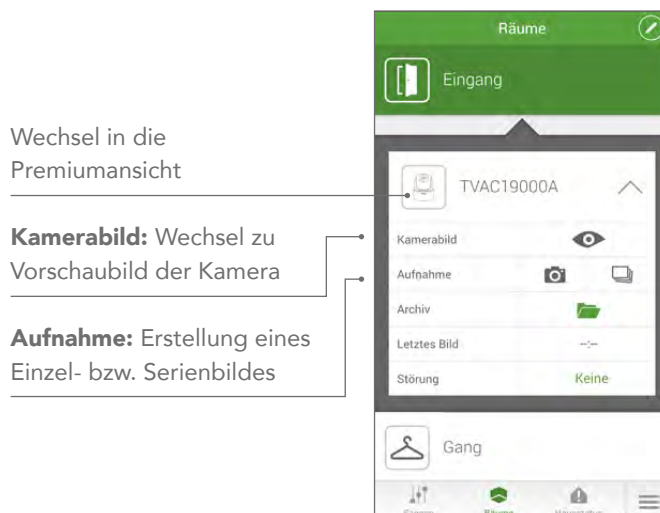 Wechsel in die
Premiumansicht
Kamerabild: Wechsel zu
Vorschaubild der Kamera
Aufnahme: Erstellung eines
Einzel- bzw. Serienbildes
Räume
Eingang
TVAC19000A
Kamerabild
Aufnahme
Archiv
Letztes Bild --:--
Störung Keine
Gang
Räume